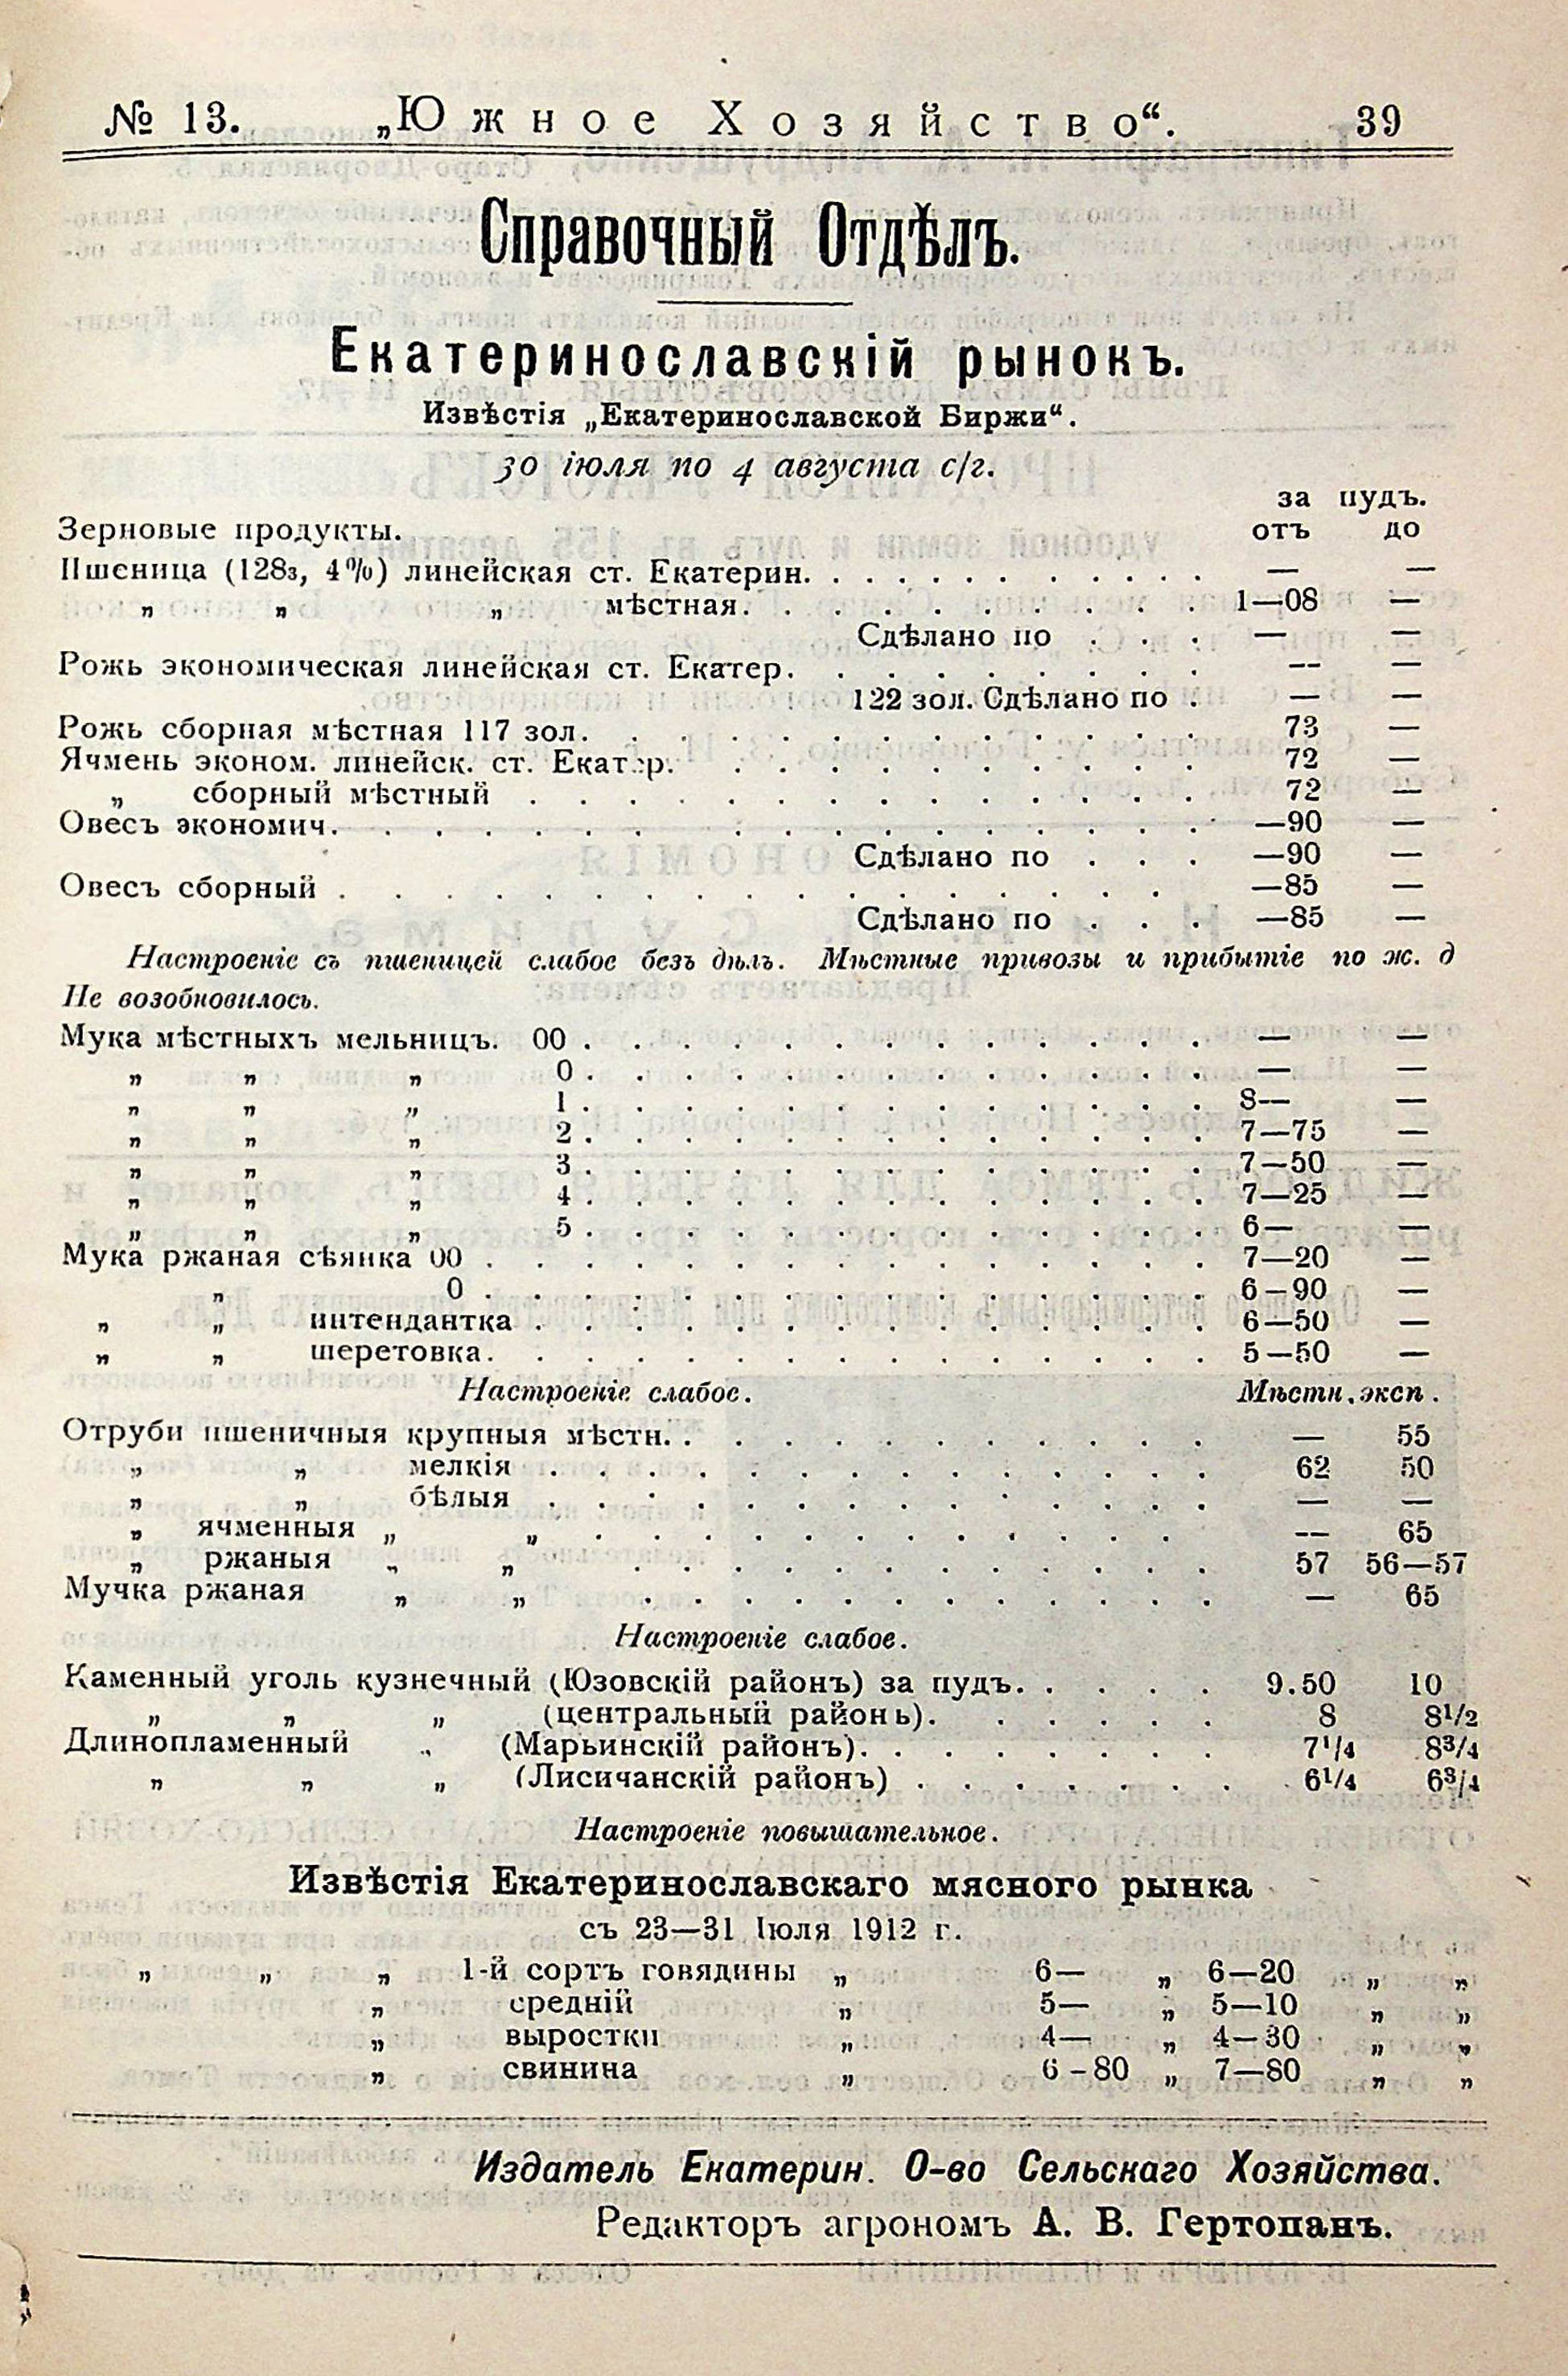 № 13. „Южное Хозяйство“. 39
Справочный Отдѣлъ.
Екатеринославскій рынокъ.
Извѣстія „Екатеринославской Биржи“.
30 іюля по 4 августа с/г.
за пудъ.
Зерновые продукты. отъ до
Пшеница (128з, 4%) линейская ст. Екатерин. . . . . . . . . . . — —
„ „ „ мѣстная. . . . . . . . . . 1—08 —
Сдѣлано по . . . — —
Рожь экономическая линейская ст. Екатер. . . . . . . . . — —
122 зол. Сдѣлано по . — —
Рожь сборная мѣстная 117 зол. . . . . . . . . . . . . 73 —
Ячмень эконом. линейск. ст. Екатер. . . . . . . . . . . 72 —
„ сборный мѣстный . . . . . . . . . . . . . . 72 —
Овесъ экономич. . . . . . . . . . . . . . . . . —90 —
Сдѣлано по . . . —90 —
Овесъ сборный . . . . . . . . . . . . . . . . . —85 —
Сдѣлано по . . . —85 —
Настроеніе съ пшеницей слабое безъ дѣлъ. Мѣстные привозы и прибытіе по ж. д
Не возобновилось.
Мука мѣстныхъ мельницъ. 00 . . . . . . . . . . . . . — —
„ „ „ 0 . . . . . . . . . . . . . — —
„ „ „ 1 . . . . . . . . . . . . . 8— —
„ „ „ 2 . . . . . . . . . . . . . 7—75 —
„ „ „ 3 . . . . . . . . . . . . . 7—50 —
„ „ „ 4 . . . . . . . . . . . . . 7—25 —
„ „ „ 5 . . . . . . . . . . . . . 6— —
Мука ржаная сѣянка 00 . . . . . . . . . . . . . . . 7—20 —
„ 0 . . . . . . . . . . . . . . . 6—90 —
„ „ интендантка . . . . . . . . . . . . . . 6—50 —
„ „ шеретовка. . . . . . . . . . . . . . . 5—50 —
Настроеніе слабое. Мѣстн. эксп.
Отруби пшеничныя крупныя мѣстн. . . . . . . . . . . . — 55
„ „ мелкія . . . . . . . . . . . . . . 62 50
„ „ бѣлыя . . . . . . . . . . . . . . — —
„ ячменныя „ „ . . . . . . . . . . . . — 65
„ ржаныя „ „ . . . . . . . . . . . . 57 56—57
Мучка ржаная „ „ . . . . . . . . . . . . — 65
Настроеніе слабое.
Каменный уголь кузнечный (Юзовскій районъ) за пудъ. . . . . 9.50 10
„ „ „ (центральный районъ). . . . . . 8 8½
Длинопламенный „ (Марьинскій районъ). . . . . . . . 7¼ 8¾
„ „ „ (Лисичанскій районъ) . . . . . . . 6¼ 6¾
Настроеніе повышательное.
Извѣстія Екатеринославскаго мясного рынка
съ 23—31 Іюля 1912 г.
„ „ „ 1-й сортъ говядины „ 6— „ 6—20 „ „
„ средній „ 5— „ 5—10 „ „
„ выростки „ 4— „ 4—30 „ „
„ свинина „ 6—80 „ 7—80 „ „
Издатель Екатерин. О-во Сельскаго Хозяйства.
Редакторъ агрономъ А. В. Гертопанъ.